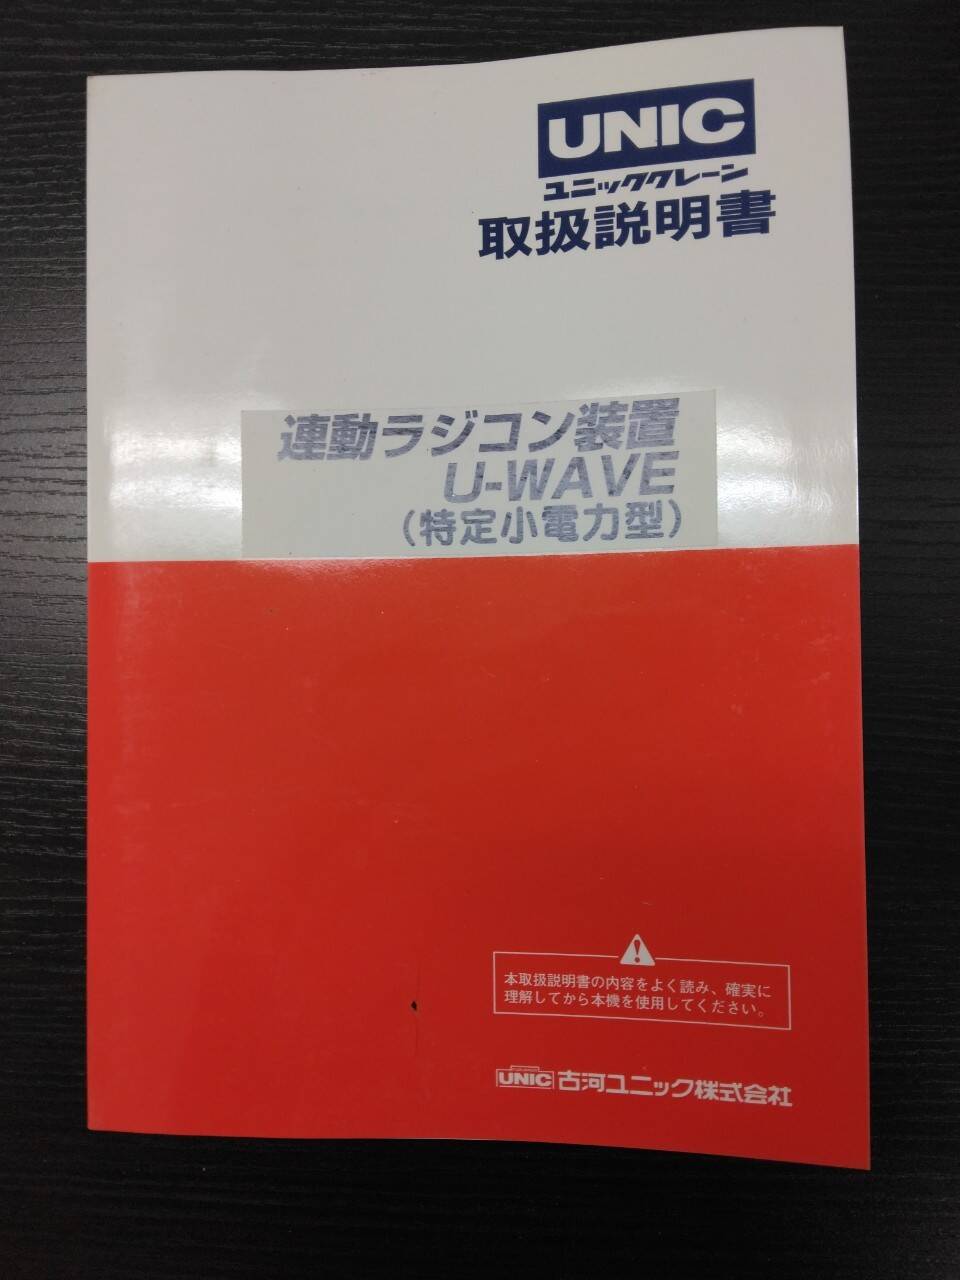 UNIC
ユニッククレーン
取扱説明書
連動ラジコン装置
U-WAVE
(特定小電力型)
本取扱説明書の内容をよく読み、確実に
理解してから本機を使用してください。
UNIC 古河ユニック株式会社